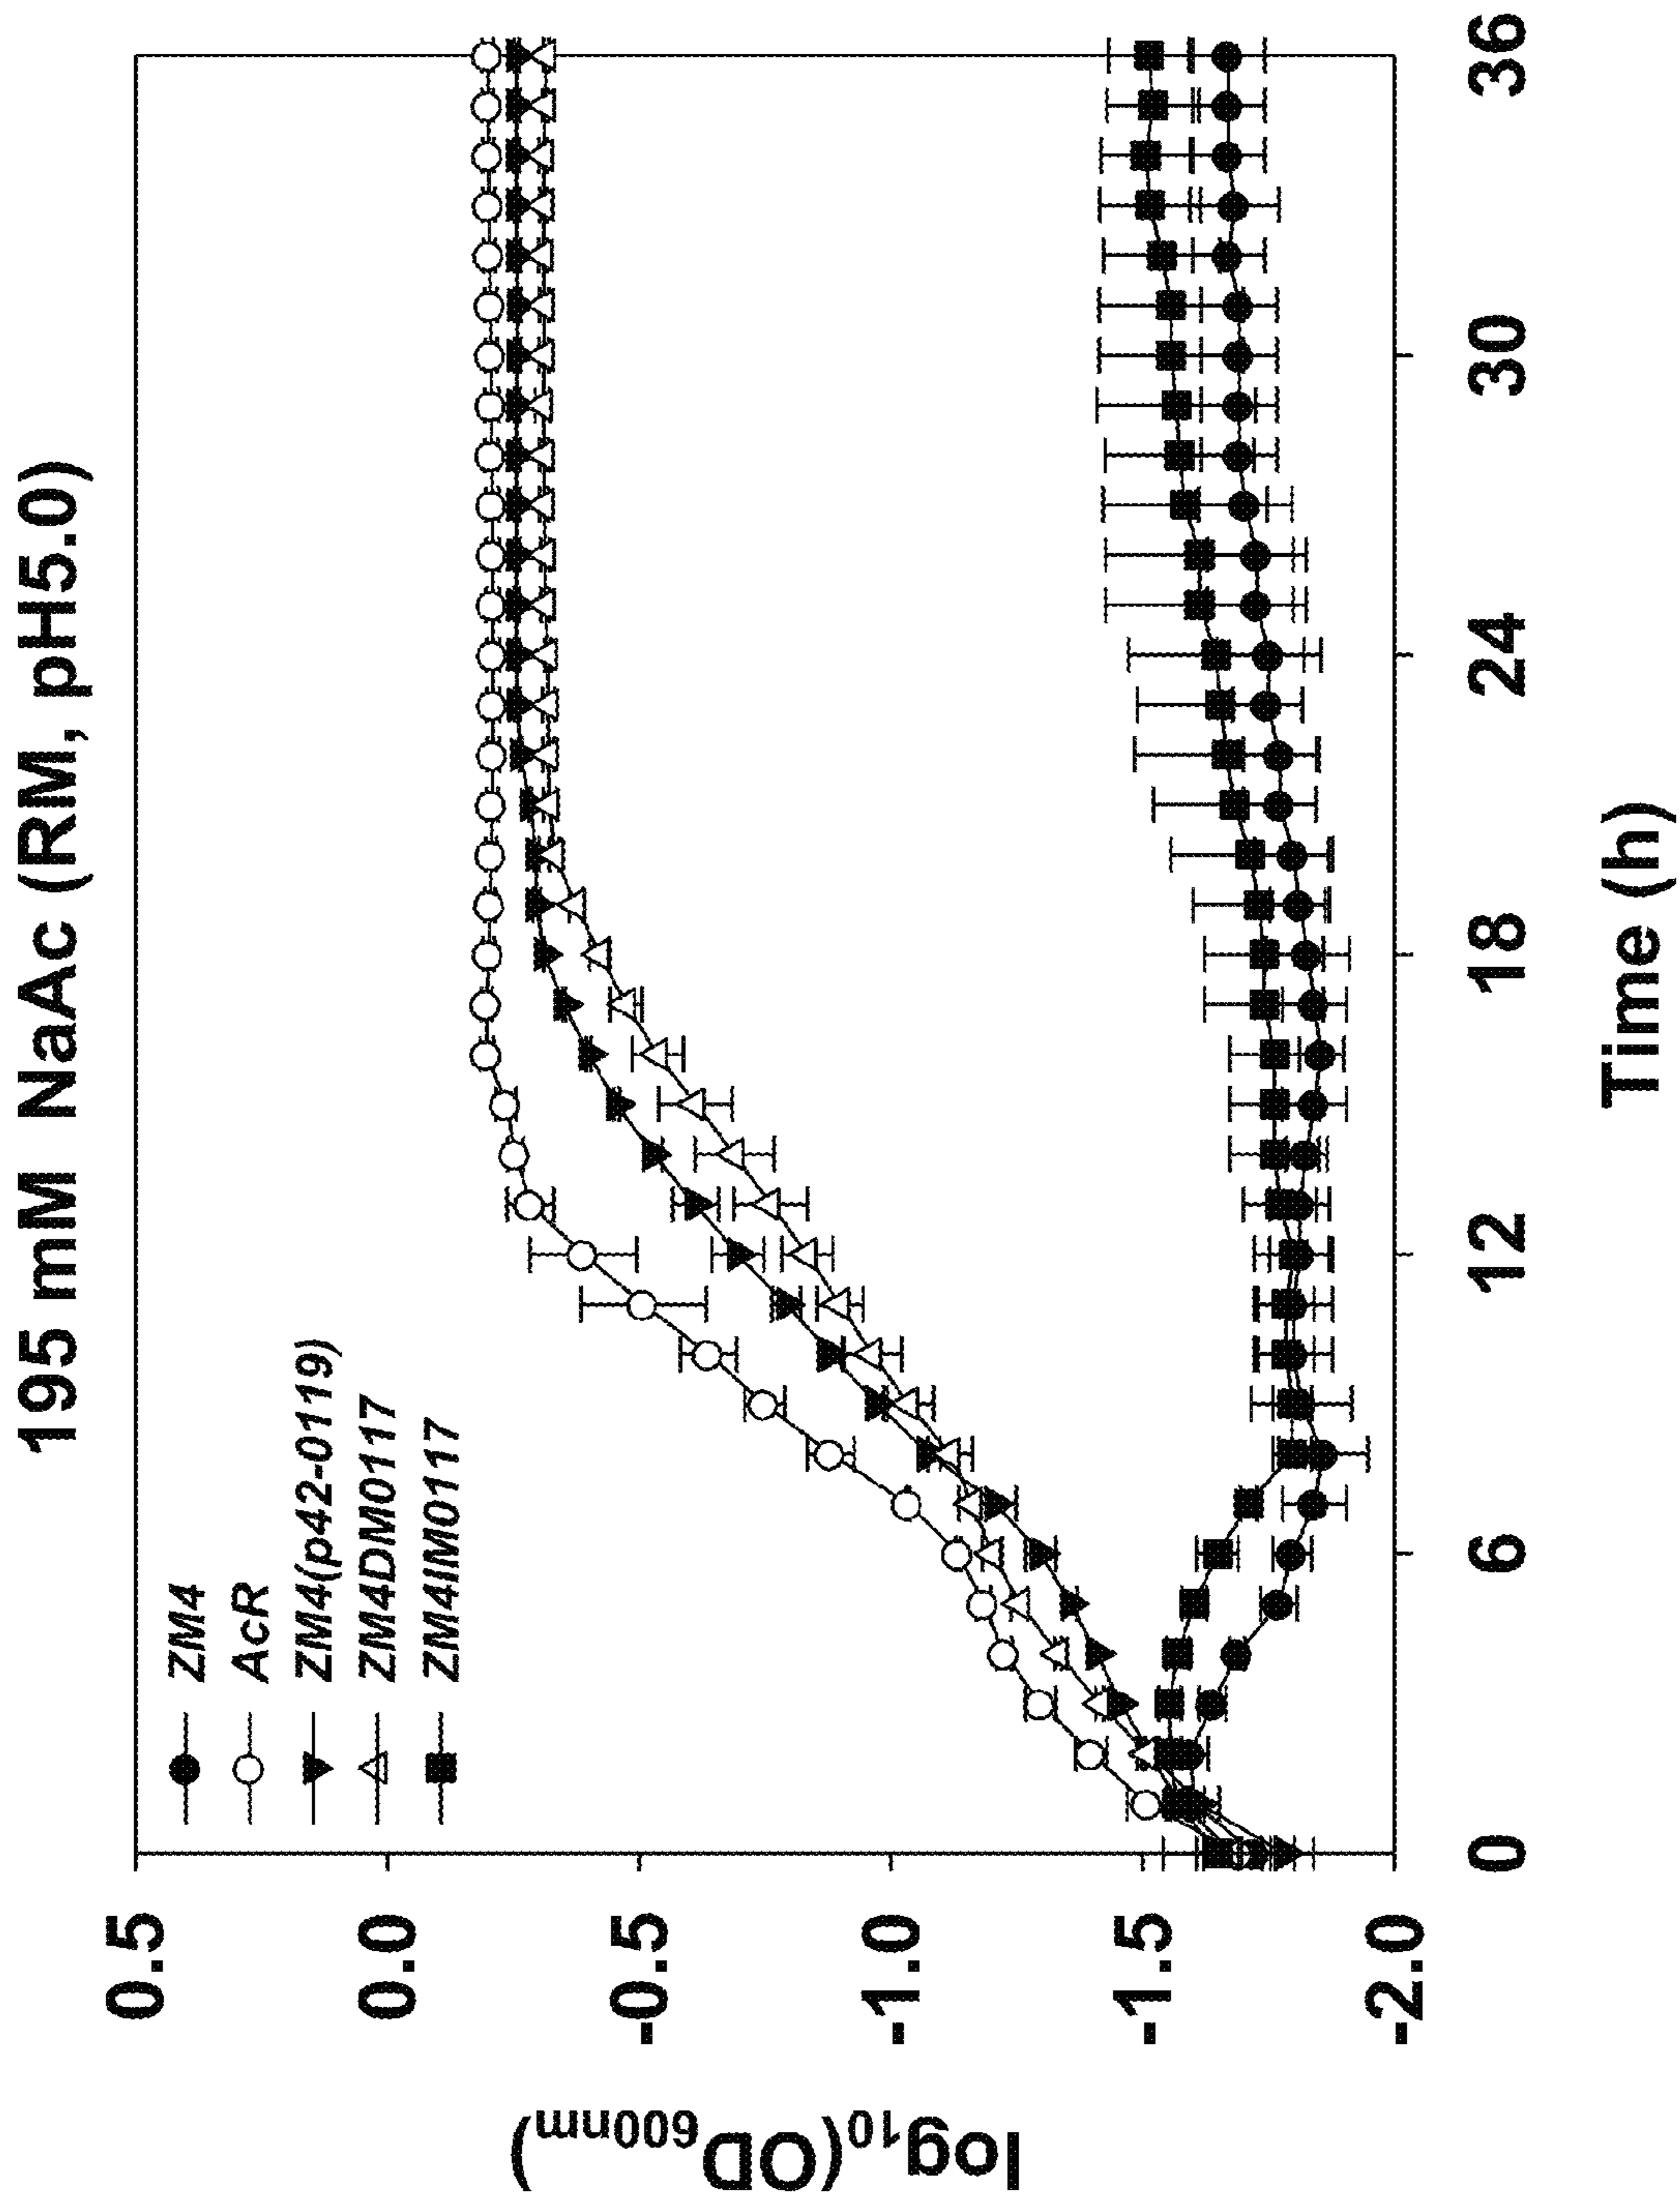 195 mM NaAc (RM, pH5.0)
ZM4
AcR
ZM4(p42-0119)
ZM4DM0117
ZM4IM0117
log10(OD600nm)
0.5
0.0
-0.5
-1.0
-1.5
-2.0
0 6 12 18 24 30 36
Time (h)